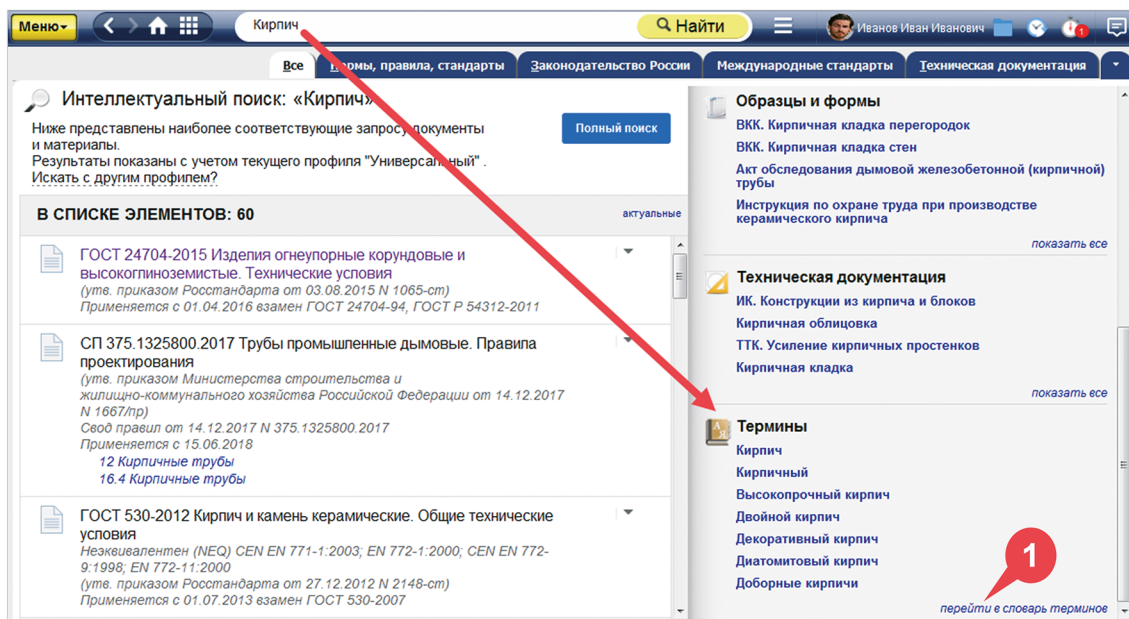 Меню
Кирпич
Найти
Иванов Иван Иванович
1
Все
Нормы, правила, стандарты
Законодательство России
Международные стандарты
Техническая документация
Интеллектуальный поиск: «Кирпич»
Ниже представлены наиболее соответствующие запросу документы
и материалы.
Результаты показаны с учетом текущего профиля "Универсальный" .
Искать с другим профилем?
Полный поиск
В СПИСКЕ ЭЛЕМЕНТОВ: 60
актуальные
ГОСТ 24704-2015 Изделия огнеупорные корундовые и
высокоглиноземистые. Технические условия
(утв. приказом Росстандарта от 03.08.2015 N 1065-ст)
Применяется с 01.04.2016 взамен ГОСТ 24704-94, ГОСТ Р 54312-2011
СП 375.1325800.2017 Трубы промышленные дымовые. Правила
проектирования
(утв. приказом Министерства строительства и
жилищно-коммунального хозяйства Российской Федерации от 14.12.2017
N 1667/пр)
Свод правил от 14.12.2017 N 375.1325800.2017
Применяется с 15.06.2018
12 Кирпичные трубы
16.4 Кирпичные трубы
ГОСТ 530-2012 Кирпич и камень керамические. Общие технические
условия
Неэквивалентен (NEQ) CEN EN 771-1:2003; EN 772-1:2000; CEN EN 772-
9:1998; EN 772-11:2000
(утв. приказом Росстандарта от 27.12.2012 N 2148-ст)
Применяется с 01.07.2013 взамен ГОСТ 530-2007
Образцы и формы
ВКК. Кирпичная кладка перегородок
ВКК. Кирпичная кладка стен
Акт обследования дымовой железобетонной (кирпичной)
трубы
Инструкция по охране труда при производстве
керамического кирпича
показать все
Техническая документация
ИК. Конструкции из кирпича и блоков
Кирпичная облицовка
ТТК. Усиление кирпичных простенков
Кирпичная кладка
показать все
Термины
Кирпич
Кирпичный
Высокопрочный кирпич
Двойной кирпич
Декоративный кирпич
Диатомитовый кирпич
Доборные кирпичи
1
перейти в словарь терминов